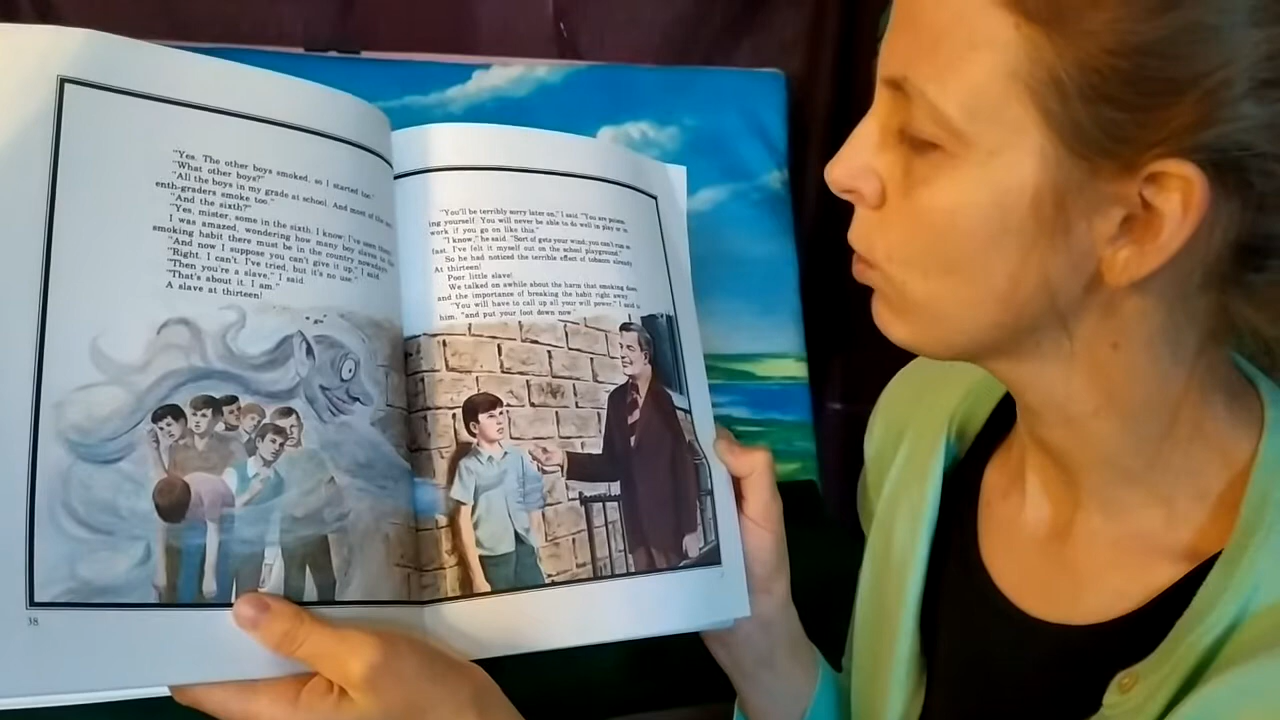 "Yes. The other boys smoked, so I started too."
"What other boys?"
"All the boys in my grade at school. And most of the sev-
enth-graders smoke too."
"And the sixth?"
"Yes, mister, some in the sixth. I know; I've seen them."
I was amazed, wondering how many boy slaves to the
smoking habit there must be in the country nowadays.
"And now I suppose you can't give it up," I said.
"Right. I can't. I've tried, but it's no use."
"Then you're a slave," I said.
"That's about it. I am."
A slave at thirteen!
38
"You'll be terribly sorry later on," I said. "You are poison-
ing yourself. You will never be able to do well in play or in
work if you go on like this."
"I know," he said. "Sort of gets your wind; you can't run so
fast. I've felt it myself out on the school playground."
So he had noticed the terrible effect of tobacco already.
At thirteen!
Poor little slave!
We talked on awhile about the harm that smoking does
and the importance of breaking the habit right away.
"You will have to call up all your will power," I said to
him, "and put your foot down now."